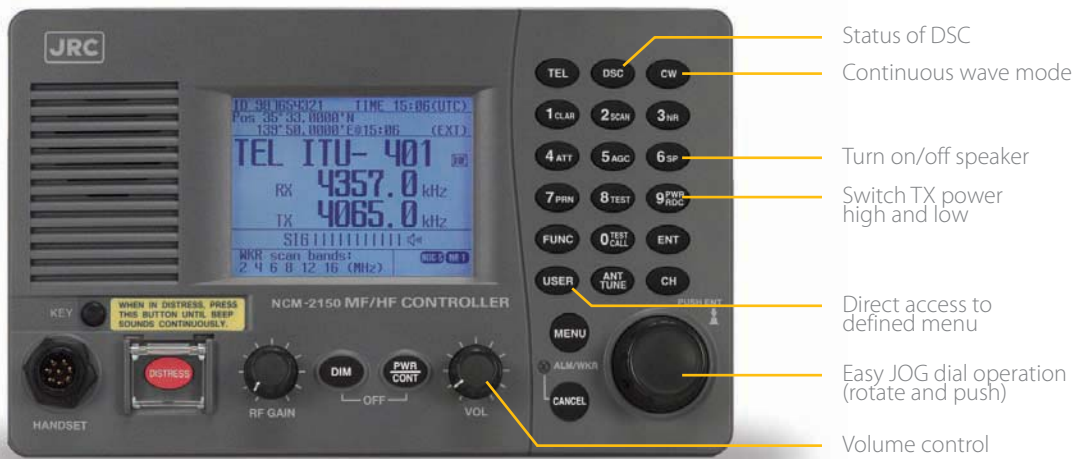 JRC
ID 987654321 TIME 15:06(UTC)
Pos 35°33.0000'N
139°50.0000'E@15:06 (EXT)
TEL ITU- 401
RX 4357.0 kHz
TX 4065.0 kHz
SIG
WKR scan bands:
2 4 6 8 12 16 (MHz)
NCM-2150 MF/HF CONTROLLER
KEY
WHEN IN DISTRESS, PRESS
THIS BUTTON UNTIL BEEP
SOUNDS CONTINUOUSLY.
HANDSET
DISTRESS
RF GAIN
DIM
PWR
CONT
OFF
VOL
TEL DSC CW
1 CLAR 2 SCAN 3 NR
4 ATT 5 AGC 6 SP
7 PRN 8 TEST 9 PWR RDC
FUNC 0 TEST CALL ENT
USER ANT TUNE CH
PUSH ENT
MENU
ALM/WKR
CANCEL
Status of DSC
Continuous wave mode
Turn on/off speaker
Switch TX power
high and low
Direct access to
defined menu
Easy JOG dial operation
(rotate and push)
Volume control